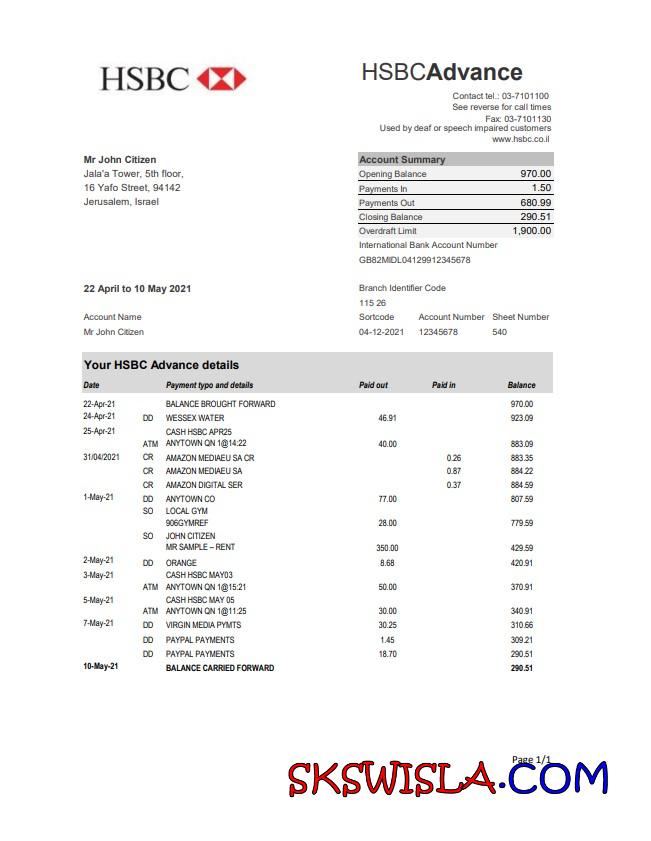 HSBC
HSBCAdvance
Contact tel.: 03-7101100
See reverse for call times
Fax: 03-7101130
Used by deaf or speech impaired customers
www.hsbc.co.il
Mr John Citizen
Jala'a Tower, 5th floor,
16 Yafo Street, 94142
Jerusalem, Israel
Account Summary
Opening Balance 970.00
Payments In 1.50
Payments Out 680.99
Closing Balance 290.51
Overdraft Limit 1,900.00
International Bank Account Number
GB82MIDL04129912345678
22 April to 10 May 2021
Branch Identifier Code
115 26
Account Name Sortcode Account Number Sheet Number
Mr John Citizen 04-12-2021 12345678 540
Your HSBC Advance details
Date Payment typo and details Paid out Paid in Balance
22-Apr-21 BALANCE BROUGHT FORWARD 970.00
24-Apr-21 DD WESSEX WATER 46.91 923.09
25-Apr-21 CASH HSBC APR25
ATM ANYTOWN QN 1@14:22 40.00 883.09
31/04/2021 CR AMAZON MEDIAEU SA CR 0.26 883.35
CR AMAZON MEDIAEU SA 0.87 884.22
CR AMAZON DIGITAL SER 0.37 884.59
1-May-21 DD ANYTOWN CO 77.00 807.59
SO LOCAL GYM
906GYMREF 28.00 779.59
SO JOHN CITIZEN
MR SAMPLE – RENT 350.00 429.59
2-May-21 DD ORANGE 8.68 420.91
3-May-21 CASH HSBC MAY03
ATM ANYTOWN QN 1@15:21 50.00 370.91
5-May-21 CASH HSBC MAY 05
ATM ANYTOWN QN 1@11:25 30.00 340.91
7-May-21 DD VIRGIN MEDIA PYMTS 30.25 310.66
DD PAYPAL PAYMENTS 1.45 309.21
DD PAYPAL PAYMENTS 18.70 290.51
10-May-21 BALANCE CARRIED FORWARD 290.51
Page 1/1
SKSWISLA.COM